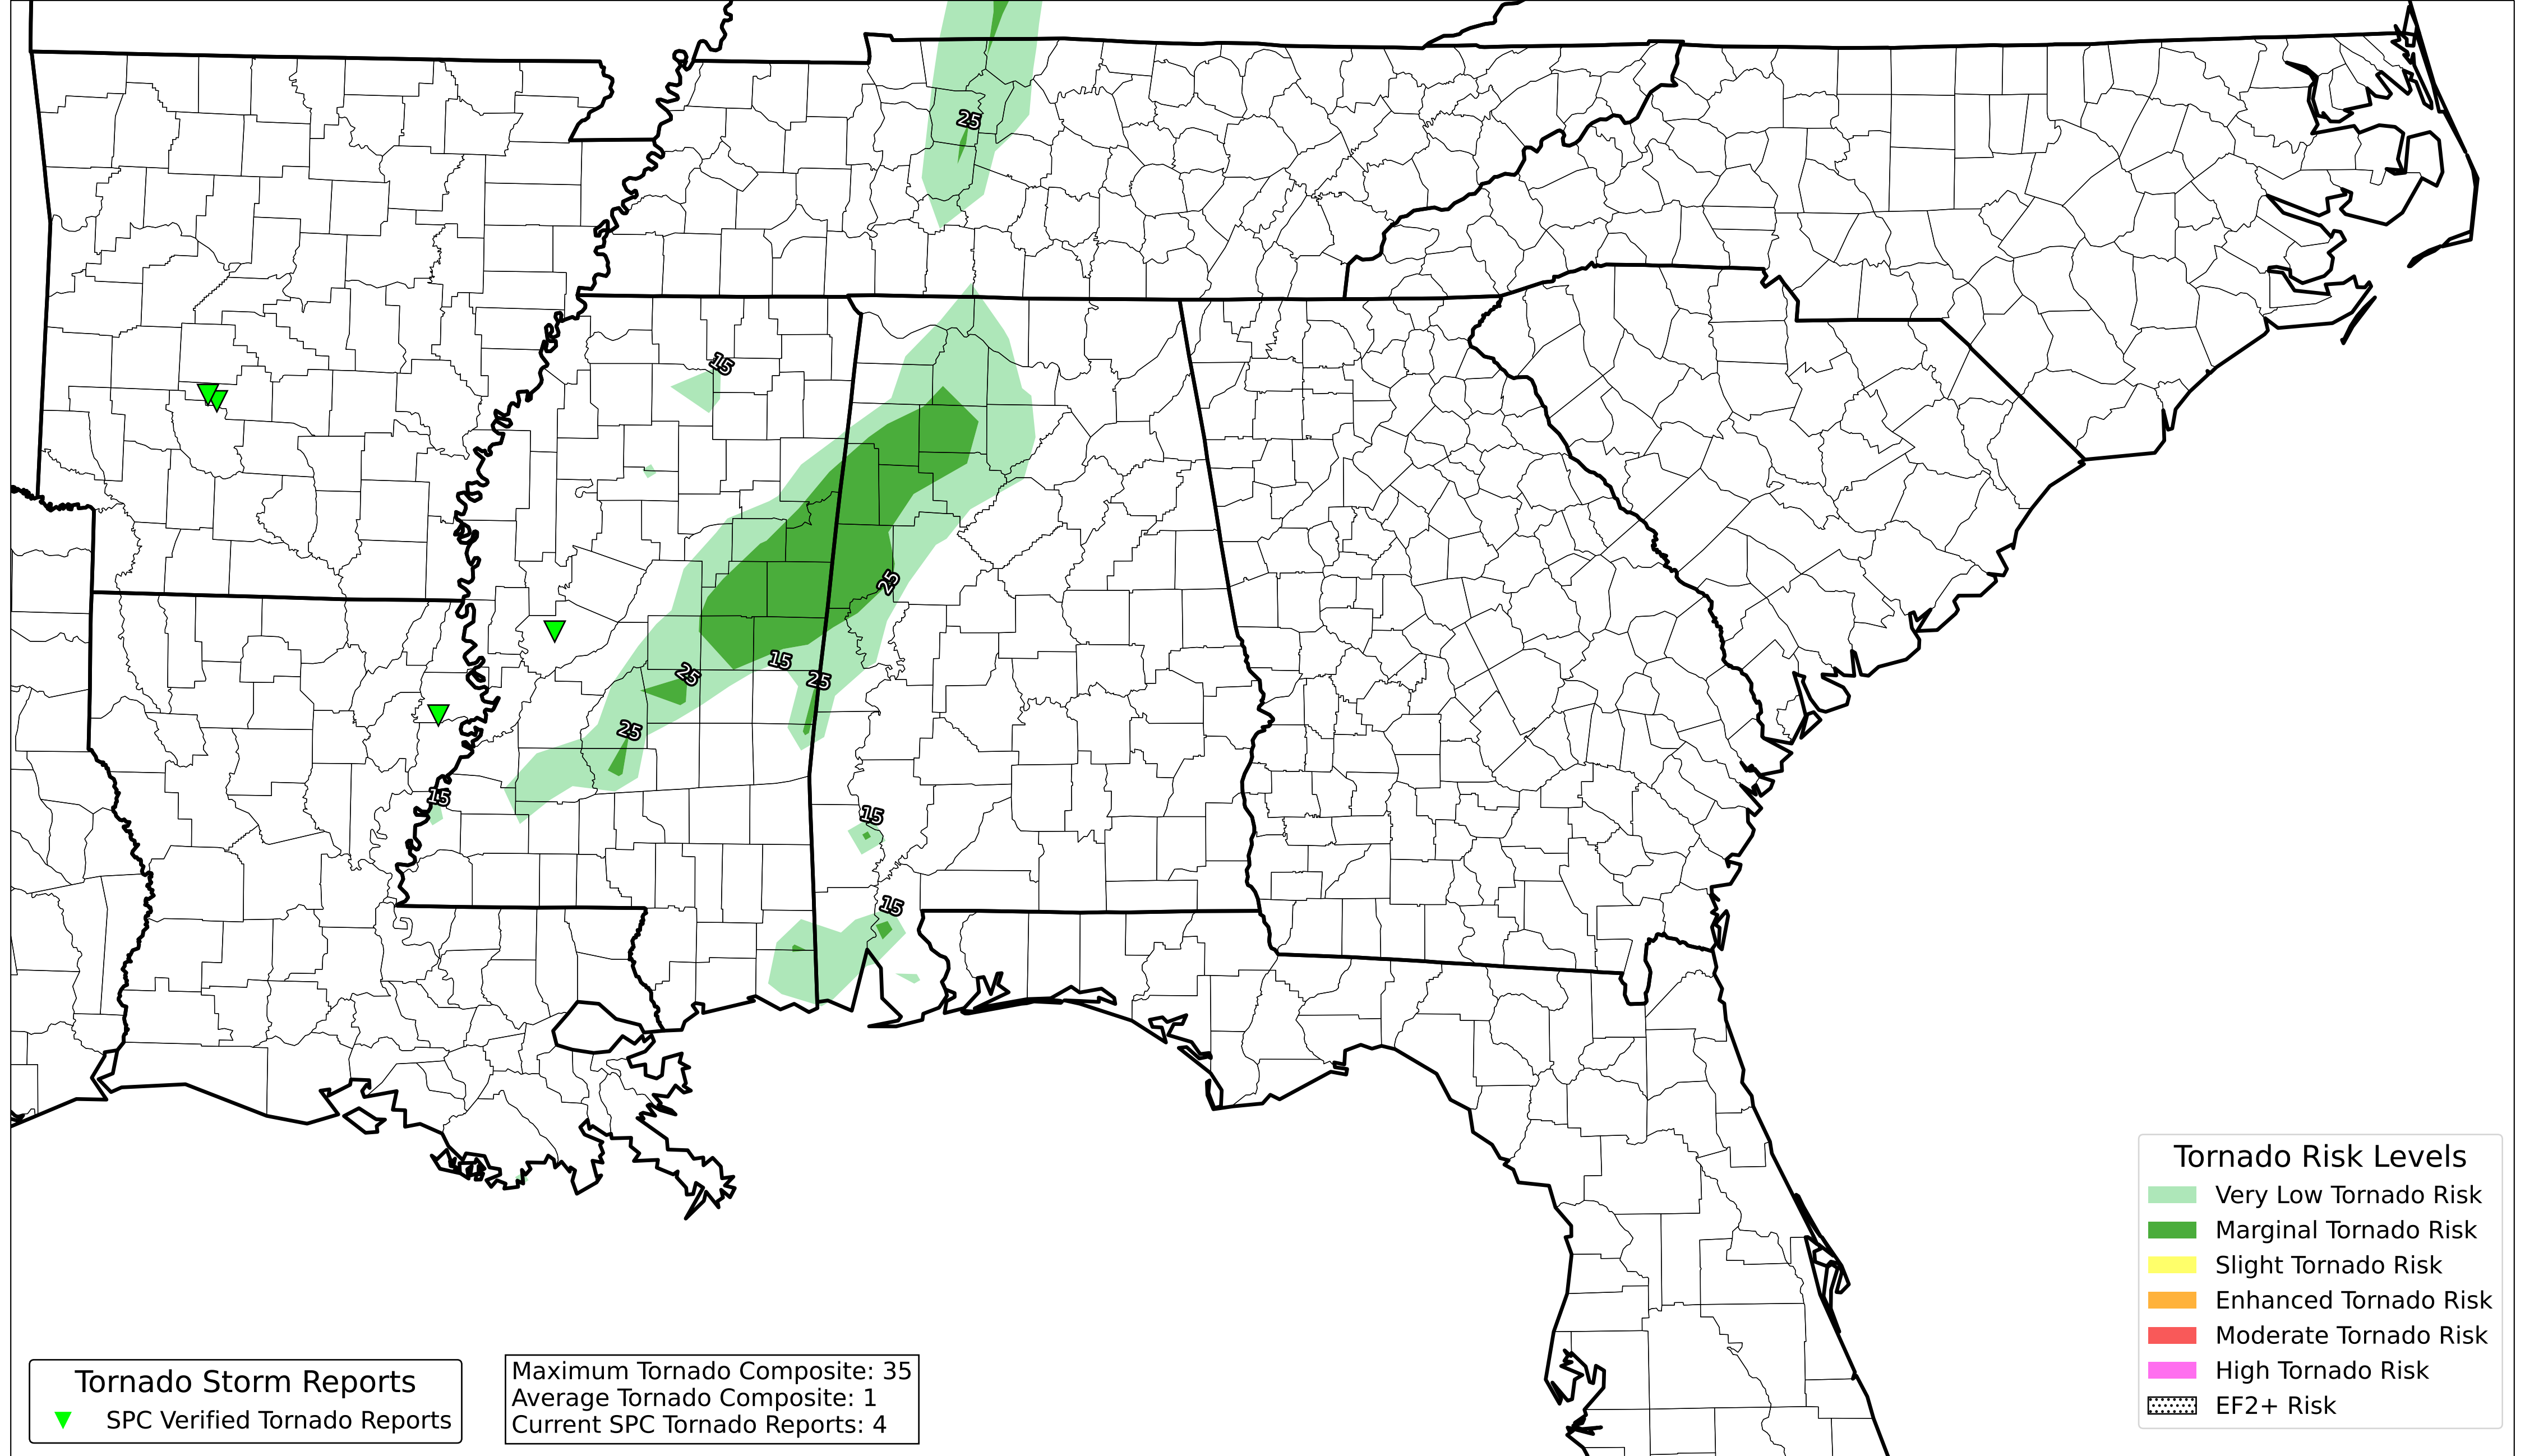 25
15
25
15
25
25
25
15
15
15
Tornado Risk Levels
Very Low Tornado Risk
Marginal Tornado Risk
Slight Tornado Risk
Enhanced Tornado Risk
Moderate Tornado Risk
High Tornado Risk
EF2+ Risk
Tornado Storm Reports
SPC Verified Tornado Reports
Maximum Tornado Composite: 35
Average Tornado Composite: 1
Current SPC Tornado Reports: 4